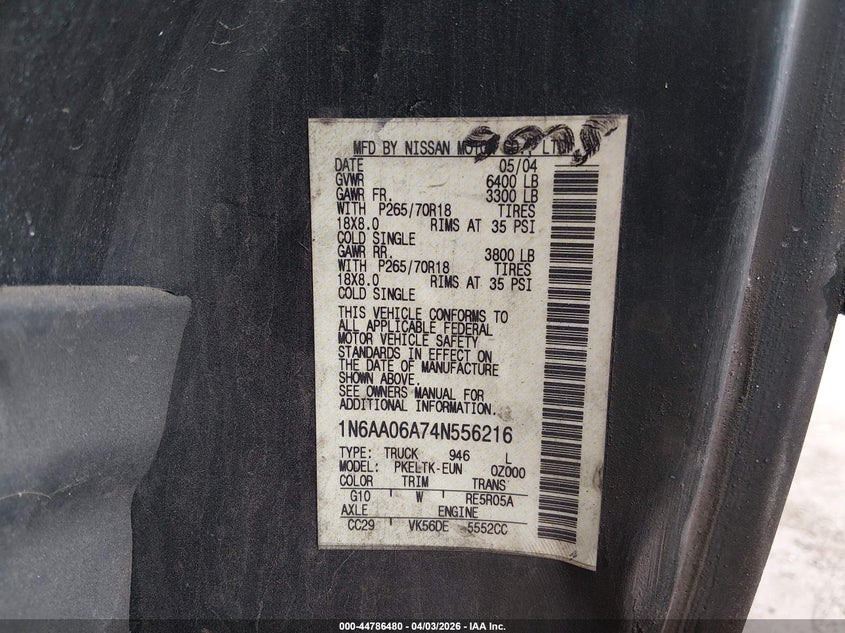 MFD BY NISSAN MOTOR CO., LTD
DATE 05/04
GVWR 6400 LB
GAWR FR. 3300 LB
WITH P265/70R18 TIRES
18X8.0 RIMS AT 35 PSI
COLD SINGLE
GAWR RR. 3800 LB
WITH P265/70R18 TIRES
18X8.0 RIMS AT 35 PSI
COLD SINGLE
THIS VEHICLE CONFORMS TO
ALL APPLICABLE FEDERAL
MOTOR VEHICLE SAFETY
STANDARDS IN EFFECT ON
THE DATE OF MANUFACTURE
SHOWN ABOVE.
SEE OWNERS MANUAL FOR
ADDITIONAL INFORMATION.
1N6AA06A74N556216
TYPE: TRUCK 946 L
MODEL: PKELTK-EUN 0Z000
COLOR TRIM TRANS
G10 W RE5R05A
AXLE ENGINE
CC29 VK56DE 5552CC
000-44786480 - 04/03/2026 - IAA Inc.